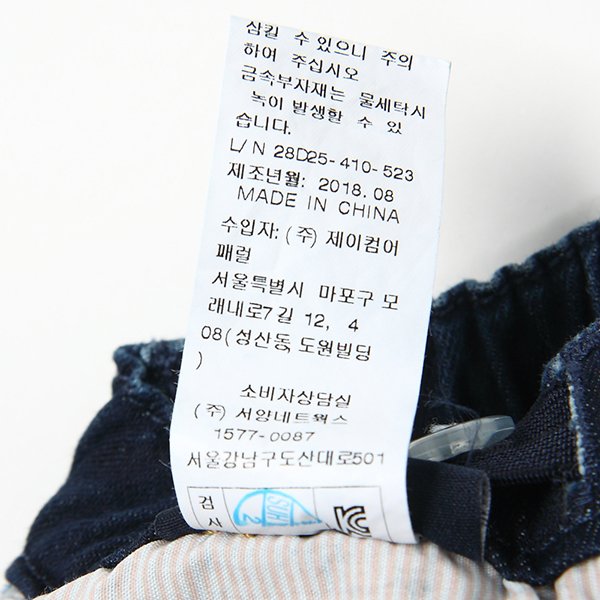 삼킬 수 있으니 주의
하여 주십시오
금속부자재는 물세탁시
녹이 발생할 수 있
습니다.
L/N 28D25-410-523
제조년월: 2018.08
MADE IN CHINA
수입자: (주) 제이컴어
패럴
서울특별시 마포구 모
래내로7길 12, 4
08(성산동, 도원빌딩
)
소비자상담실
(주) 서양네트웍스
1577-0087
서울강남구도산대로501
검
사
SUHY
2